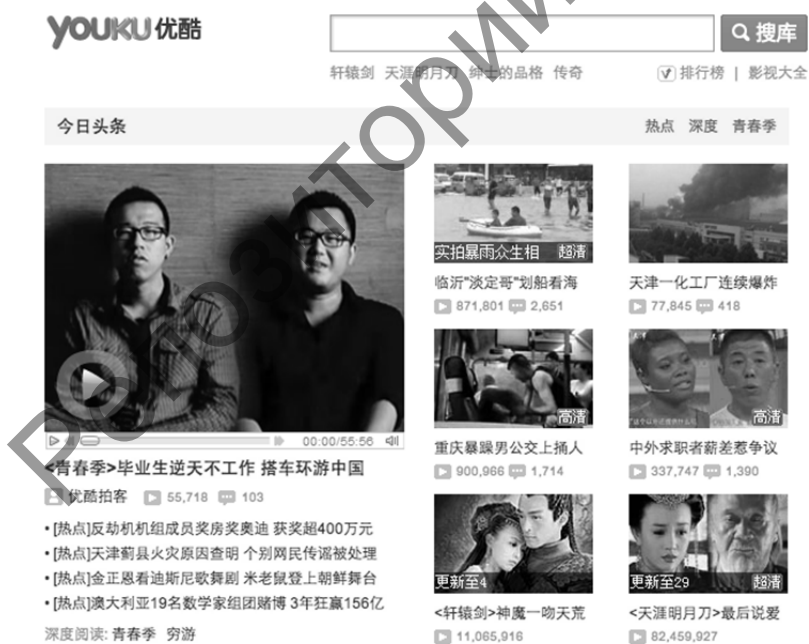 YOUKU 优酷
搜库
轩辕剑 天涯明月刀 绅士的品格 传奇
排行榜 | 影视大全
今日头条
热点 深度 青春季
00:00/55:56
<青春季>毕业生逆天不工作 搭车环游中国
优酷拍客 55,718 103
• [热点]反劫机机组成员奖房奖奥迪 获奖超400万元
• [热点]天津蓟县火灾原因查明 个别网民传谣被处理
• [热点]金正恩看迪斯尼歌舞剧 米老鼠登上朝鲜舞台
• [热点]澳大利亚19名数学家组团赌博 3年狂赢156亿
深度阅读: 青春季 穷游
实拍暴雨众生相 超清
临沂"淡定哥"划船看海
871,801 2,651
天津一化工厂连续爆炸
77,845 418
高清
重庆暴躁男公交上捅人
900,966 1,714
高清
中外求职者薪差惹争议
337,747 1,390
更新至4
<轩辕剑>神魔一吻天荒
11,065,916
更新至29 超清
<天涯明月刀>最后说爱
82,459,927
Репозиторий